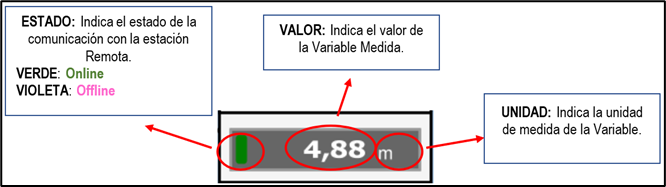 ESTADO: Indica el estado de la
comunicación con la estación
Remota.
VERDE: Online
VIOLETA: Offline
VALOR: Indica el valor de
la Variable Medida.
UNIDAD: Indica la unidad
de medida de la Variable.
4,88 m